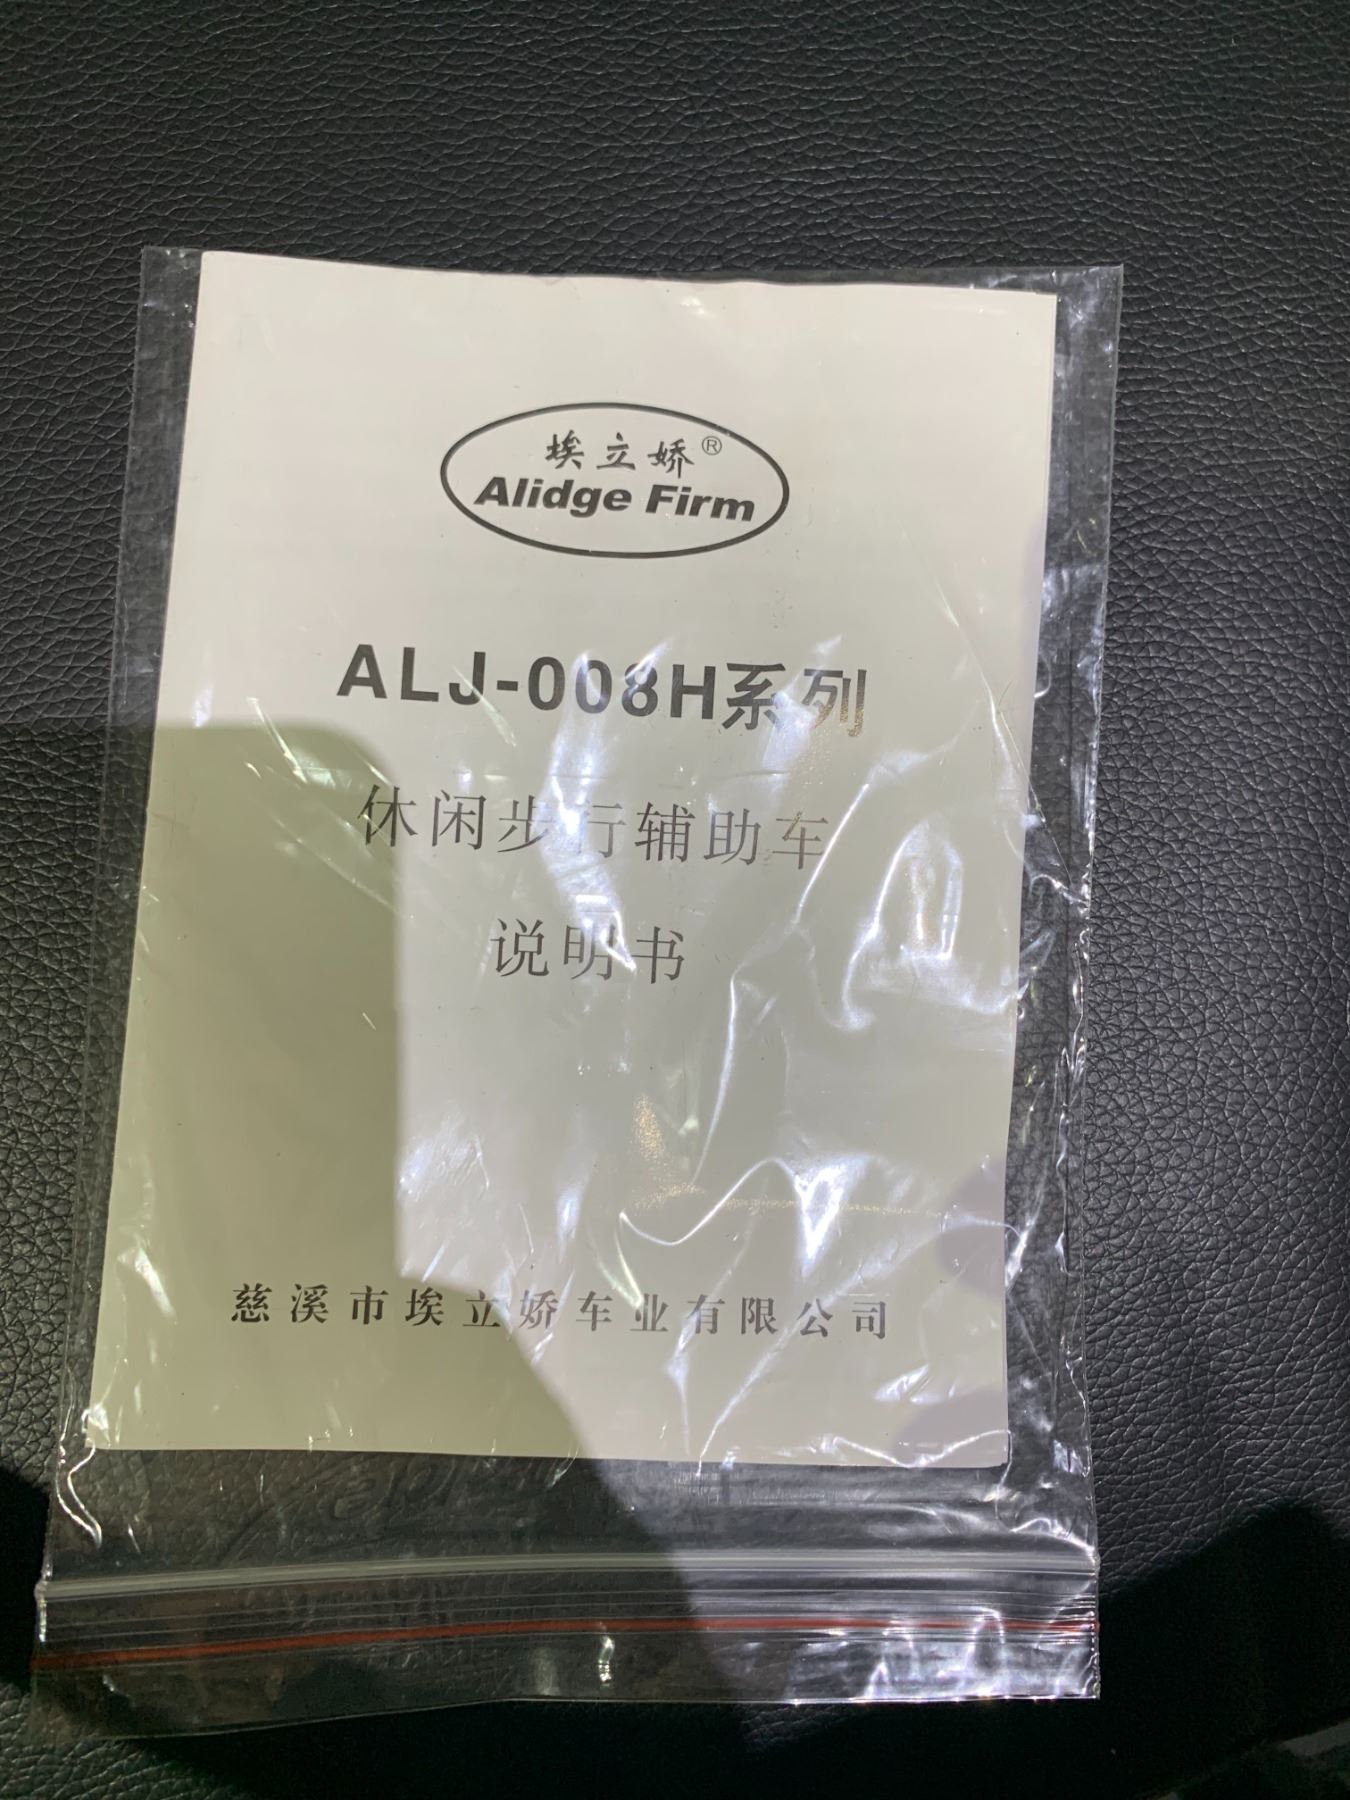 埃立娇®
Alidge Firm
ALJ-008H系列
休闲步行辅助车
说明书
慈溪市埃立娇车业有限公司